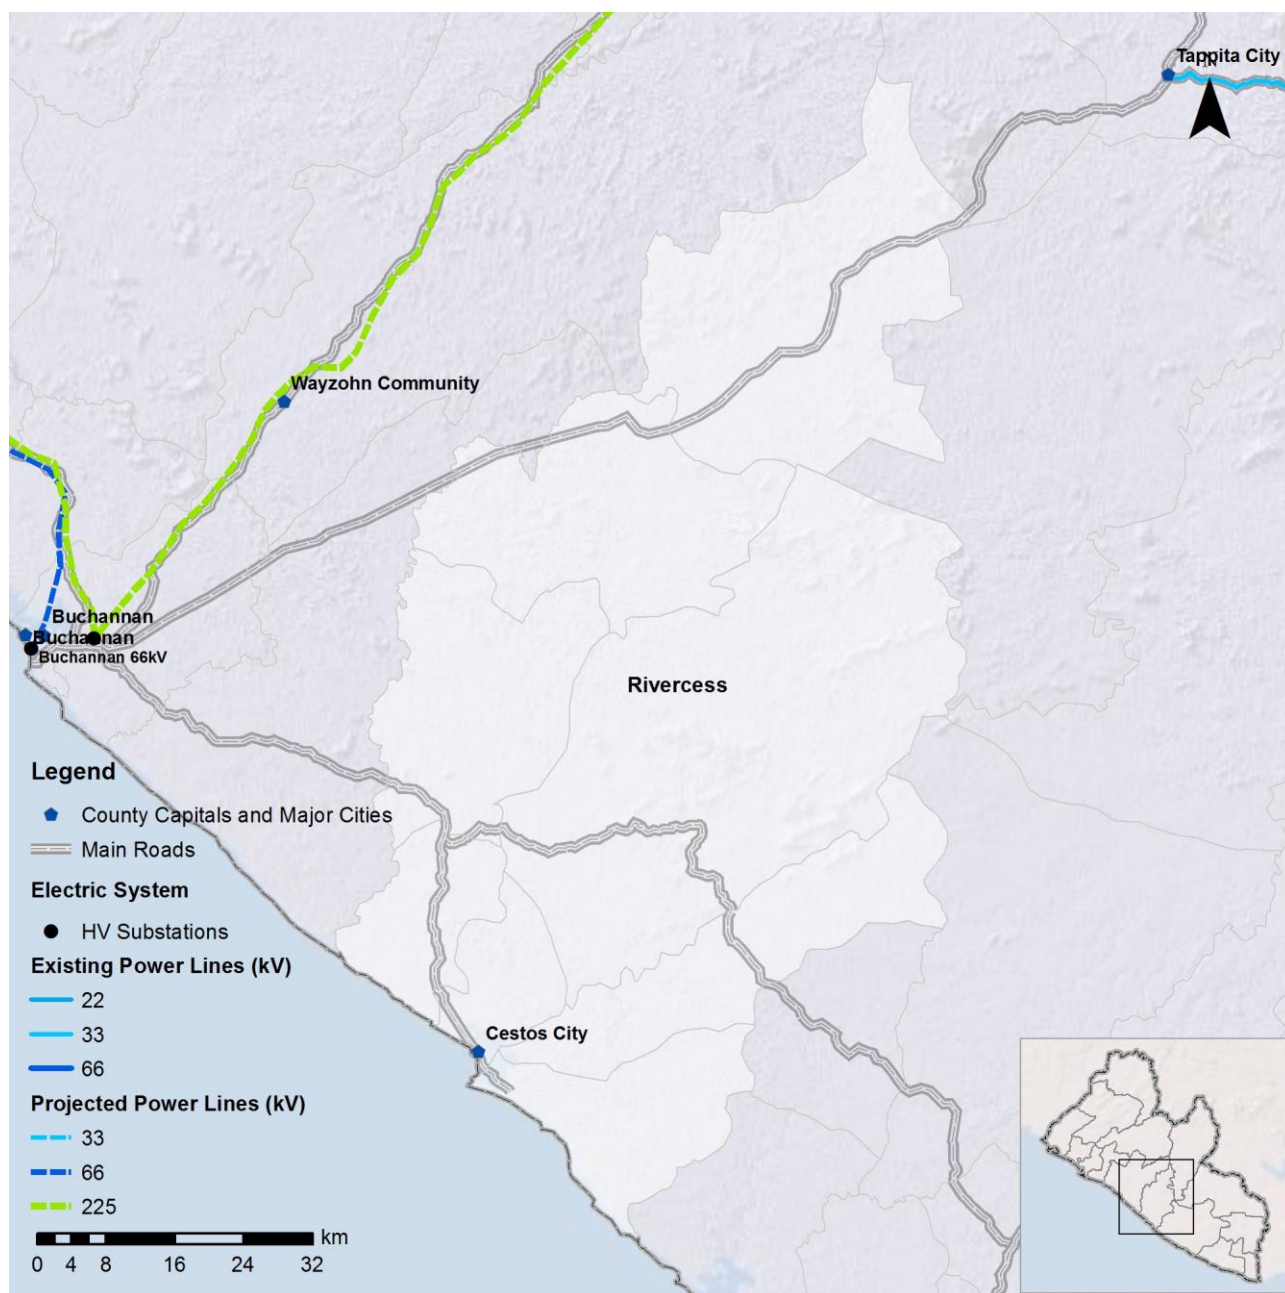 Tappita City
N
Wayzohn Community
Buchannan
Buchannan
Buchannan 66kV
Rivercess
Legend
County Capitals and Major Cities
Main Roads
Electric System
HV Substations
Existing Power Lines (kV)
22
33
66
Cestos City
Projected Power Lines (kV)
33
66
225
km
0 4 8 16 24 32